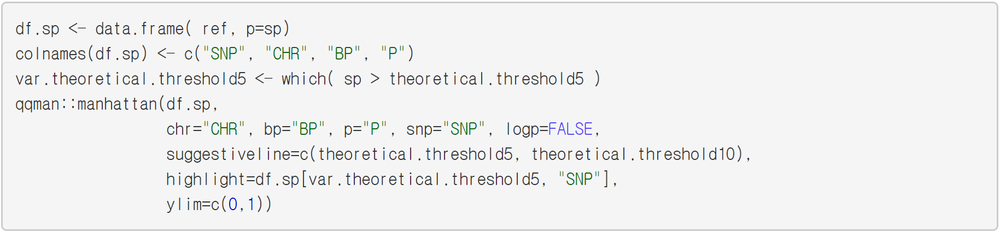 df.sp <- data.frame( ref, p=sp)
colnames(df.sp) <- c("SNP", "CHR", "BP", "P")
var.theoretical.threshold5 <- which( sp > theoretical.threshold5 )
qqman::manhattan(df.sp,
                 chr="CHR", bp="BP", p="P", snp="SNP", logp=FALSE,
                 suggestiveline=c(theoretical.threshold5, theoretical.threshold10),
                 highlight=df.sp[var.theoretical.threshold5, "SNP"],
                 ylim=c(0,1))